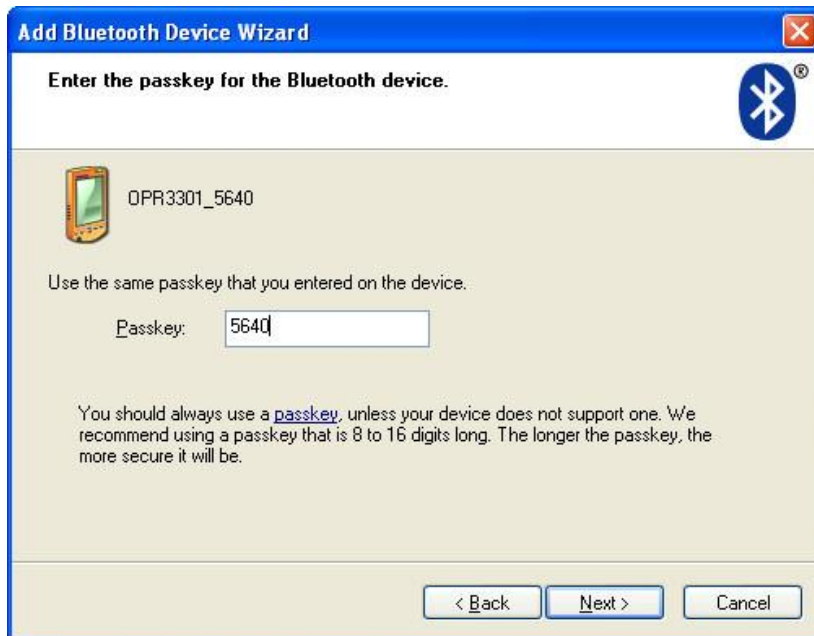 Add Bluetooth Device Wizard
Enter the passkey for the Bluetooth device.
®
OPR3301_5640
Use the same passkey that you entered on the device.
Passkey: 5640
You should always use a passkey, unless your device does not support one. We
recommend using a passkey that is 8 to 16 digits long. The longer the passkey, the
more secure it will be.
< Back Next > Cancel